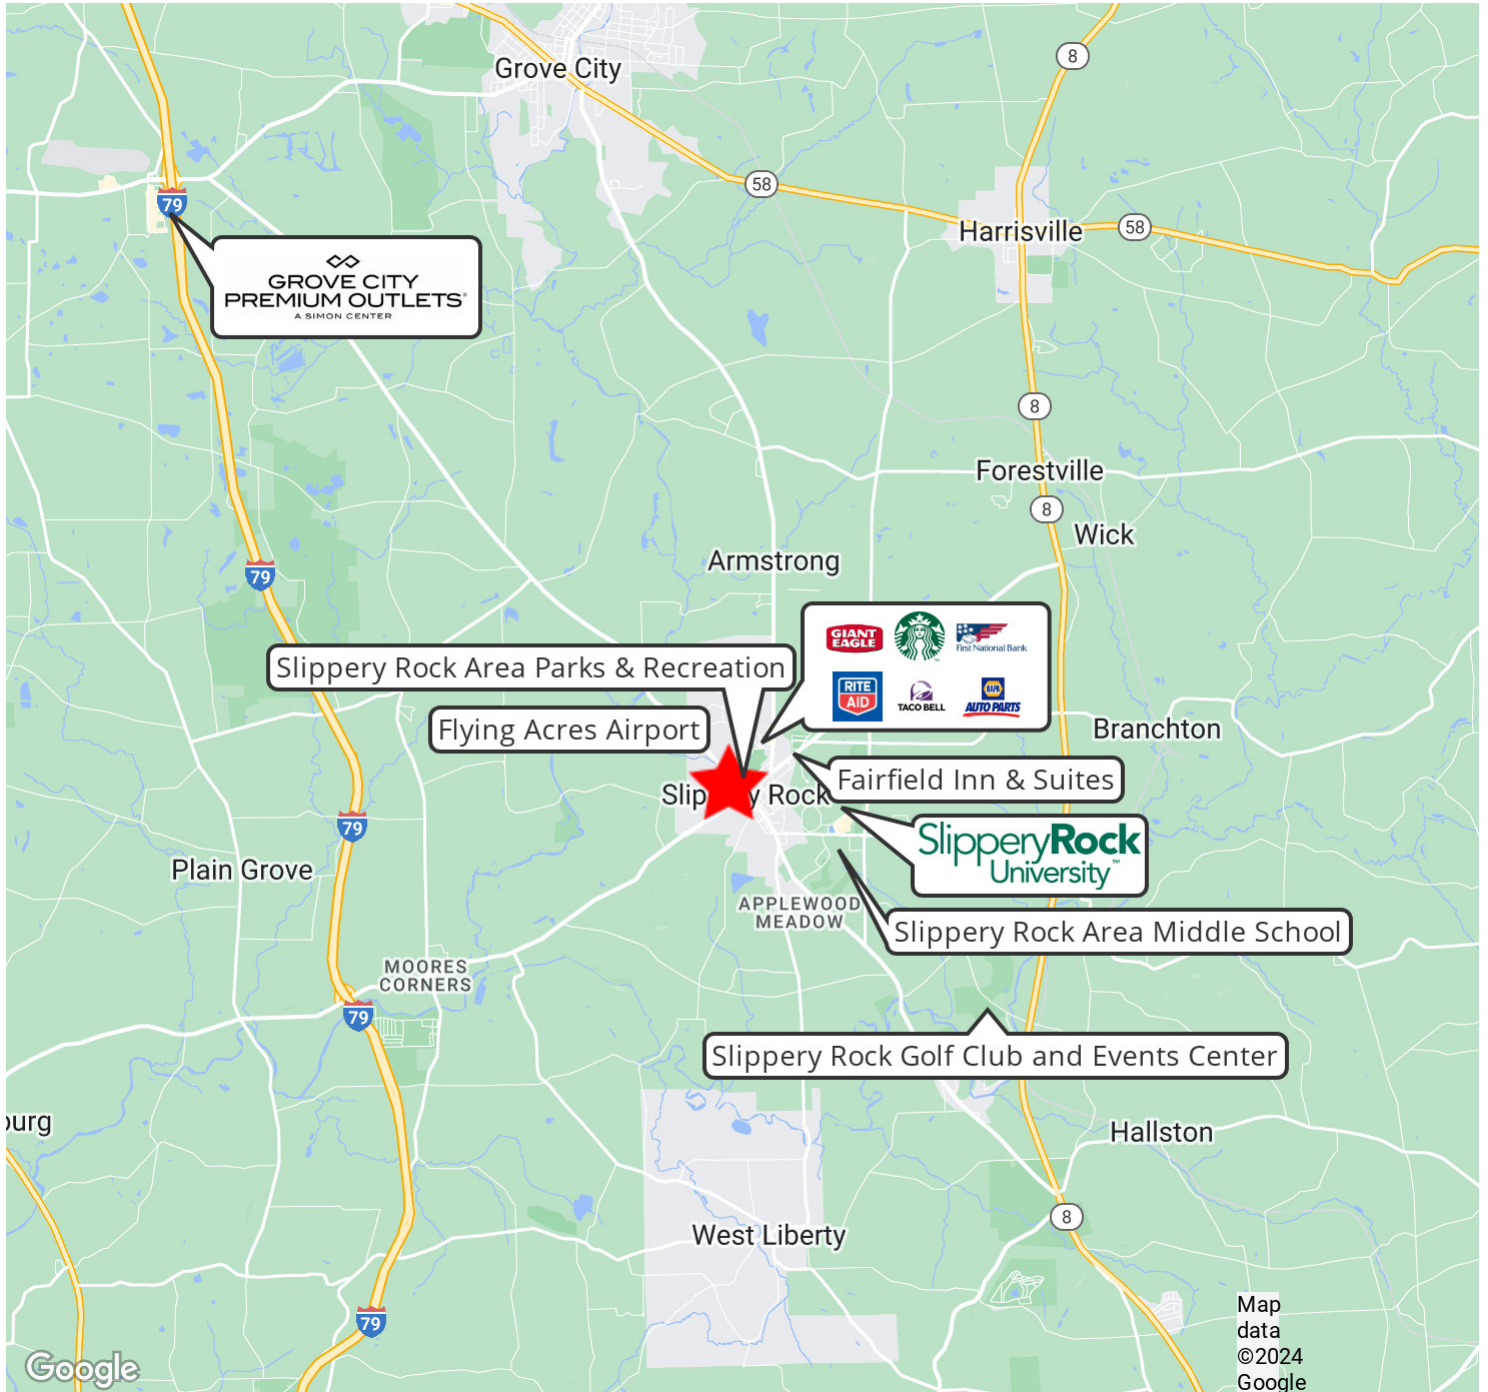 Grove City
8
58
79
Harrisville
58
GROVE CITY
PREMIUM OUTLETS®
A SIMON CENTER
8
Forestville
8
Wick
Armstrong
79
GIANT
EAGLE
First National Bank
RITE
AID
TACO BELL
NAPA
AUTO PARTS
Slippery Rock Area Parks & Recreation
Flying Acres Airport
Branchton
Fairfield Inn & Suites
Slip
y Rock
79
SlipperyRock
University™
Plain Grove
APPLEWOOD
MEADOW
Slippery Rock Area Middle School
MOORES
CORNERS
79
Slippery Rock Golf Club and Events Center
burg
Hallston
8
West Liberty
79
Map
data
©2024
Google
Google